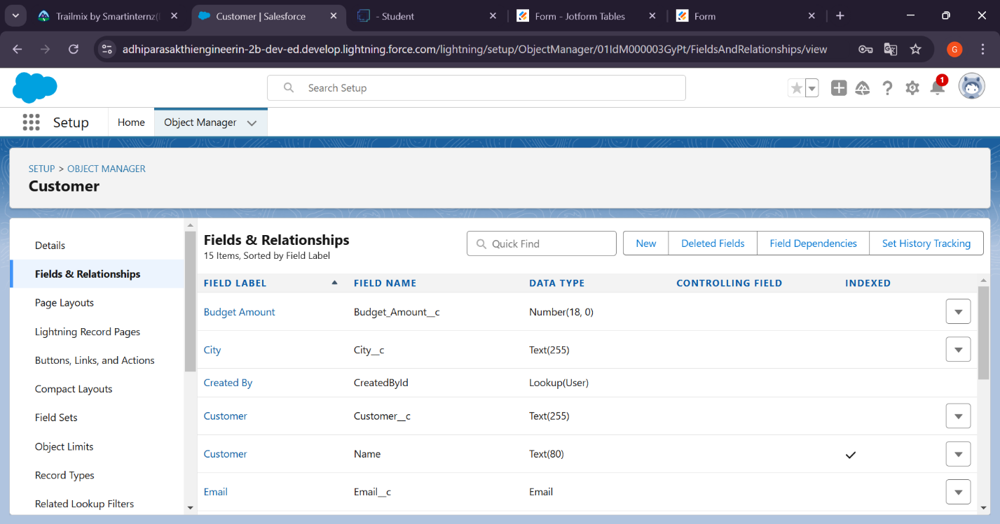 Trailmix by Smartinternz(
Customer | Salesforce
- Student
Form - Jotform Tables
Form
adhiparasakthiengineerin-2b-dev-ed.develop.lightning.force.com/lightning/setup/ObjectManager/01IdM000003GyPt/FieldsAndRelationships/view
G
Search Setup
1
Setup
Home
Object Manager
SETUP > OBJECT MANAGER
Customer
Details
Fields & Relationships
Page Layouts
Lightning Record Pages
Buttons, Links, and Actions
Compact Layouts
Field Sets
Object Limits
Record Types
Related Lookup Filters
Fields & Relationships
15 Items, Sorted by Field Label
Quick Find
New
Deleted Fields
Field Dependencies
Set History Tracking
FIELD LABEL FIELD NAME DATA TYPE CONTROLLING FIELD INDEXED
Budget Amount Budget_Amount__c Number(18, 0)
City City__c Text(255)
Created By CreatedById Lookup(User)
Customer Customer__c Text(255)
Customer Name Text(80)
Email Email__c Email